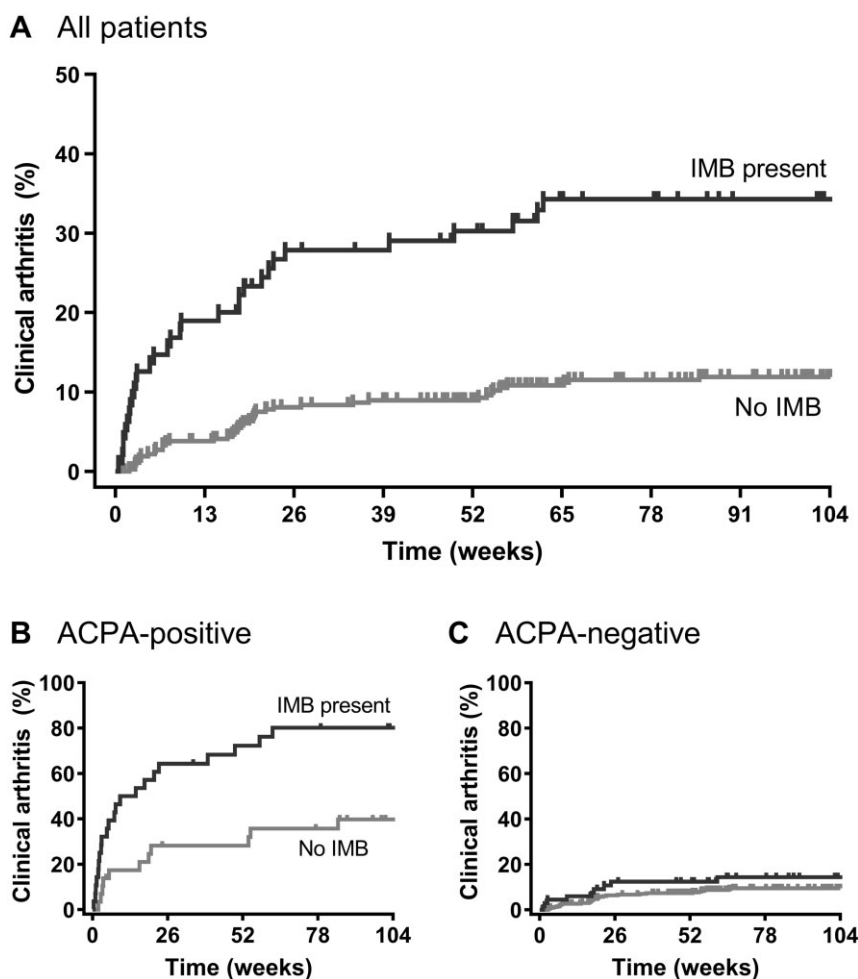 A All patients
Clinical arthritis (%)
50
40
30
20
10
0
IMB present
No IMB
0 13 26 39 52 65 78 91 104
Time (weeks)
B ACPA-positive
Clinical arthritis (%)
100
80
60
40
20
0
IMB present
No IMB
0 26 52 78 104
Time (weeks)
C ACPA-negative
Clinical arthritis (%)
100
80
60
40
20
0
0 26 52 78 104
Time (weeks)